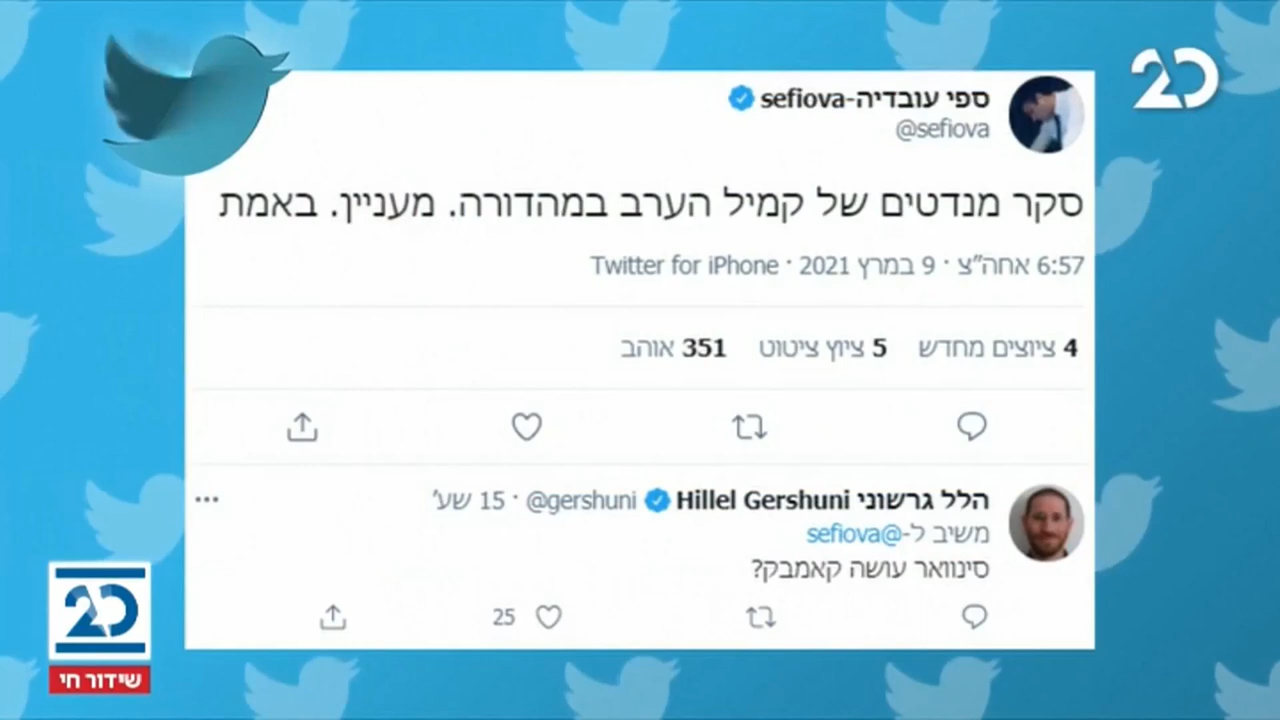 20
ספי עובדיה-sefiova
@sefiova
סקר מנדטים של קמיל הערב במהדורה. מעניין. באמת
6:57 אחה"צ · 9 במרץ 2021 · Twitter for iPhone
4 ציוצים מחדש 5 ציוץ ציטוט 351 אוהב
הלל גרשוני Hillel Gershuni @gershuni · 15 שע'
משיב ל-@sefiova
סינוואר עושה קאמבק?
25
20
שידור חי